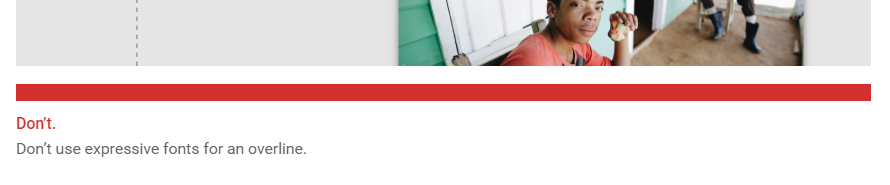 Don’t.
Don’t use expressive fonts for an overline.